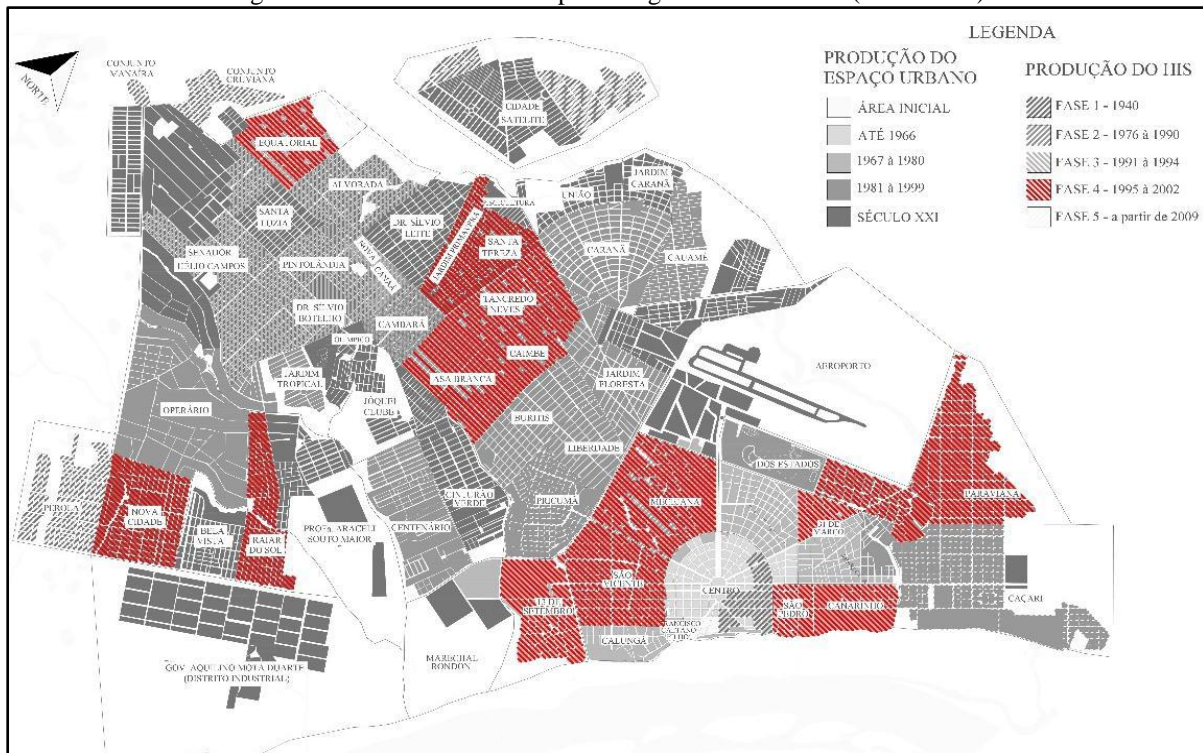 LEGENDA
PRODUÇÃO DO
ESPAÇO URBANO
ÁREA INICIAL
ATÉ 1966
1967 à 1980
1981 à 1999
SÉCULO XXI
PRODUÇÃO DO HIS
FASE 1 - 1940
FASE 2 - 1976 à 1990
FASE 3 - 1991 à 1994
FASE 4 - 1995 à 2002
FASE 5 - a partir de 2009
NORTE
CONJUNTO
MANAÍRA
CONJUNTO
CRUVIANA
CIDADE
SATÉLITE
EQUATORIAL
ALVORADA
SANTA
LUZIA
DR. SÍLVIO
LEITE
JARDIM PRIMAVERA
UNIÃO
JARDIM
CARANÃ
SANTA
TEREZA
CARANÃ
CAUAMÉ
SENADOR
HÉLIO CAMPOS
PINTOLÂNDIA
NOVA CANAÃ
TANCREDO
NEVES
DR. SÍLVIO
BOTELHO
CAMBARÁ
OLÍMPICO
UAIMBÉ
AEROPORTO
JARDIM
TROPICAL
ASA BRANCA
JARDIM
FLORESTA
JÓQUEI
CLUBE
OPERÁRIO
BURITIS
LIBERDADE
DOS ESTADOS
PARAVIANA
MECEJANA
CINTURÃO
VERDE
PRICUMÃ
PÉROLA
NOVA
CIDADE
BELA
VISTA
RAIAR
DO SOL
PROFa. ARACELI
SOUTO MAIOR
CENTENÁRIO
31 DE
MARÇO
SÃO
VICENTE
CENTRO
13 DE
SETEMBRO
SÃO
PEDRO
CANARINHO
CAÇARI
CALUNGÁ
MARECHAL
RONDON
GOV. AQUILINO MOTA DUARTE
(DISTRITO INDUSTRIAL)